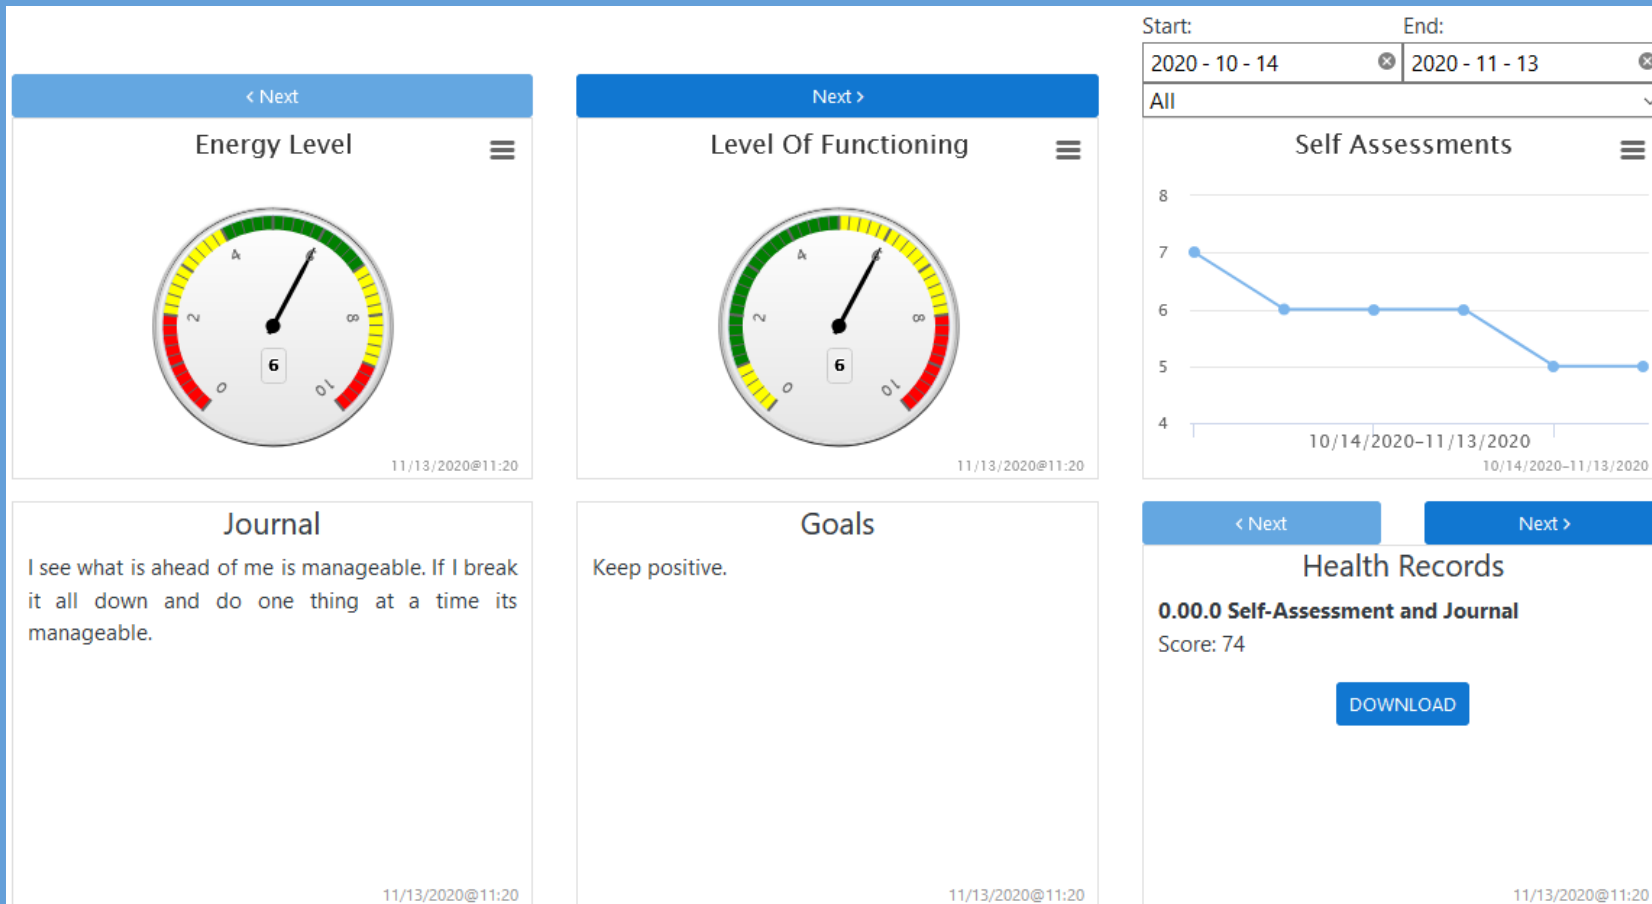 Start:
End:
2020 - 10 - 14
2020 - 11 - 13
All
< Next
Next >
Energy Level
0
2
4
6
8
10
6
11/13/2020@11:20
Level Of Functioning
0
2
4
6
8
10
6
11/13/2020@11:20
Self Assessments
8
7
6
5
4
10/14/2020-11/13/2020
10/14/2020-11/13/2020
Journal
I see what is ahead of me is manageable. If I break
it all down and do one thing at a time its
manageable.
11/13/2020@11:20
Goals
Keep positive.
11/13/2020@11:20
< Next
Next >
Health Records
0.00.0 Self-Assessment and Journal
Score: 74
DOWNLOAD
11/13/2020@11:20